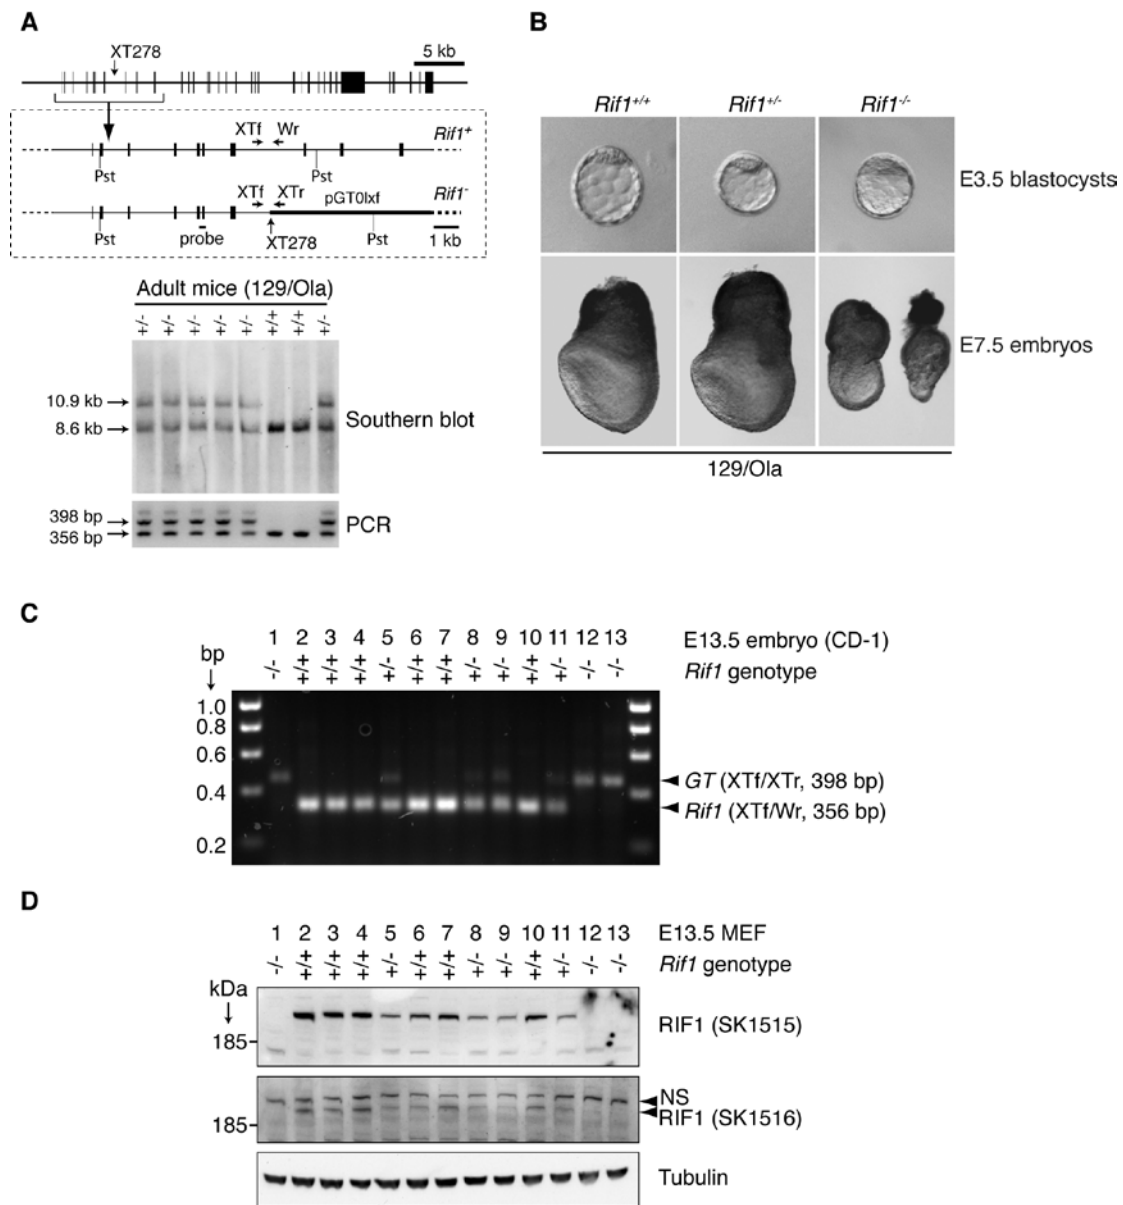 A
XT278
5 kb
XTf Wr Rif1+
Pst Pst
XTf XTr pGT0lxf Rif1-
Pst probe XT278 Pst 1 kb
Adult mice (129/Ola)
+/- +/- +/- +/- +/- +/+ +/+ +/-
10.9 kb
8.6 kb
Southern blot
398 bp
356 bp
PCR
B
Rif1+/+ Rif1+/- Rif1-/-
E3.5 blastocysts
E7.5 embryos
129/Ola
C
1 2 3 4 5 6 7 8 9 10 11 12 13 E13.5 embryo (CD-1)
-/- +/+ +/+ +/+ +/- +/+ +/+ +/- +/- +/+ +/- -/- -/- Rif1 genotype
bp
1.0
0.8
0.6
0.4
0.2
GT (XTf/XTr, 398 bp)
Rif1 (XTf/Wr, 356 bp)
D
1 2 3 4 5 6 7 8 9 10 11 12 13 E13.5 MEF
-/- +/+ +/+ +/+ +/- +/+ +/+ +/- +/- +/+ +/- -/- -/- Rif1 genotype
kDa
185
RIF1 (SK1515)
NS
185
RIF1 (SK1516)
Tubulin